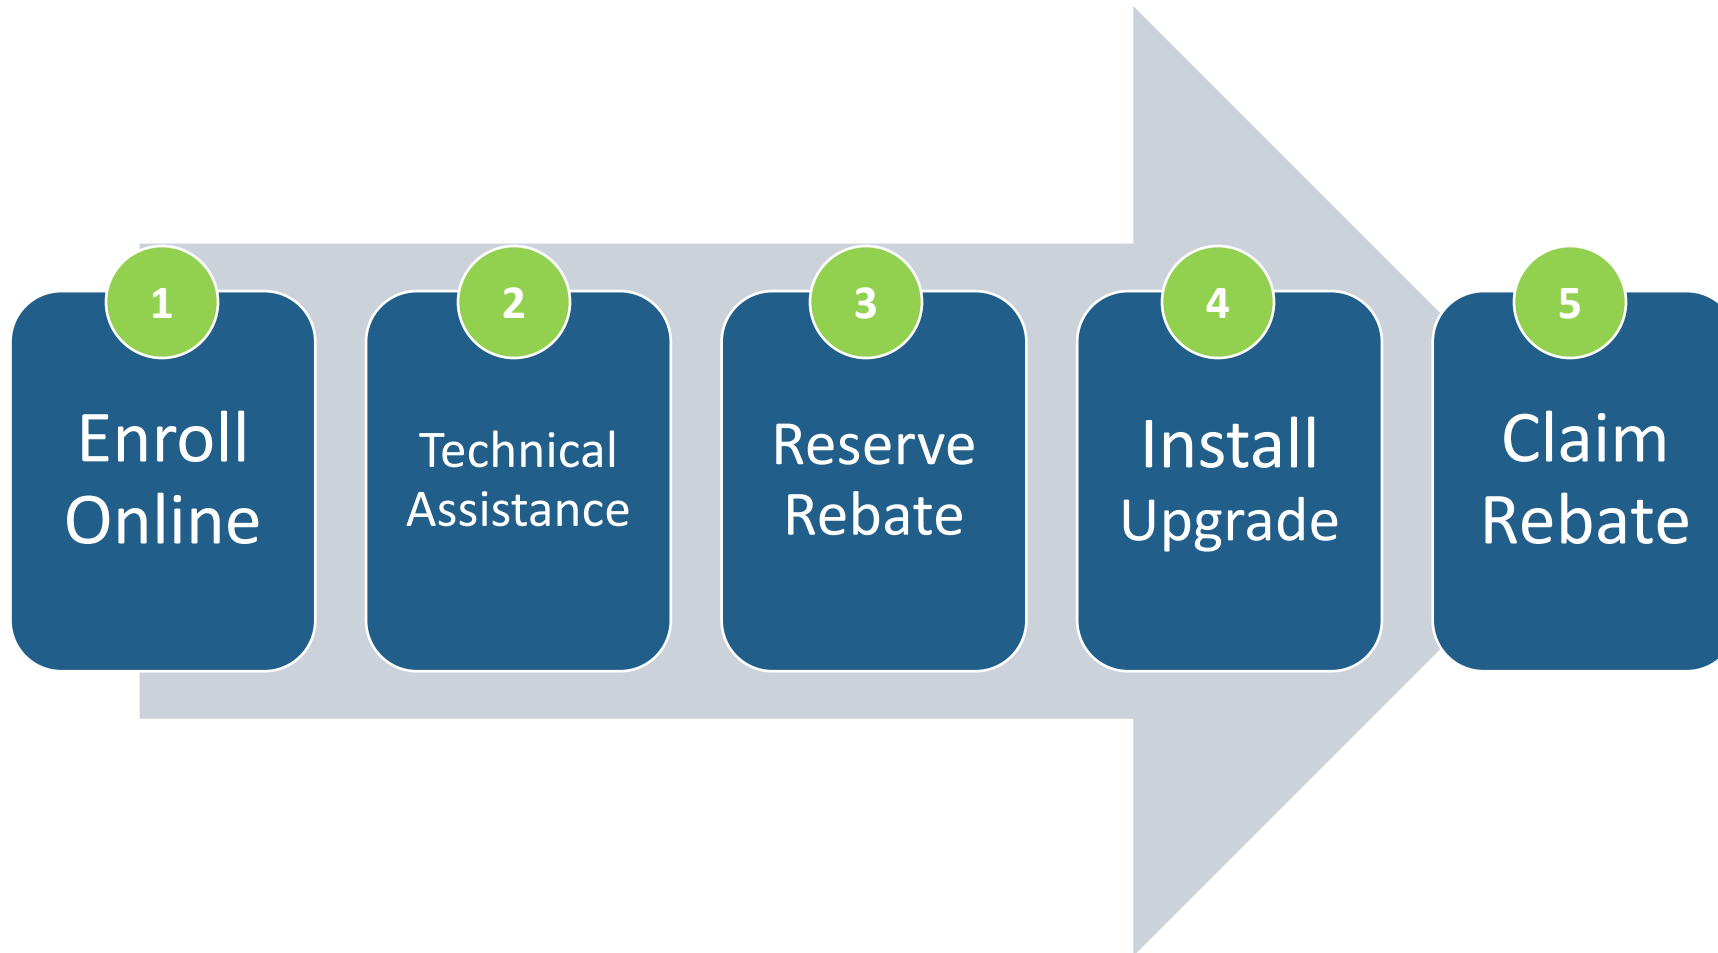 1
Enroll
Online
2
Technical
Assistance
3
Reserve
Rebate
4
Install
Upgrade
5
Claim
Rebate